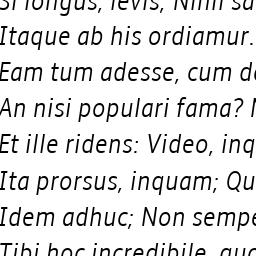 Si longus, levis; Nihil sa
Itaque ab his ordiamur.
Eam tum adesse, cum d
An nisi populari fama?
Et ille ridens: Video, inq
Ita prorsus, inquam; Qu
Idem adhuc; Non sempe
Tibi hoc incredibile, quo